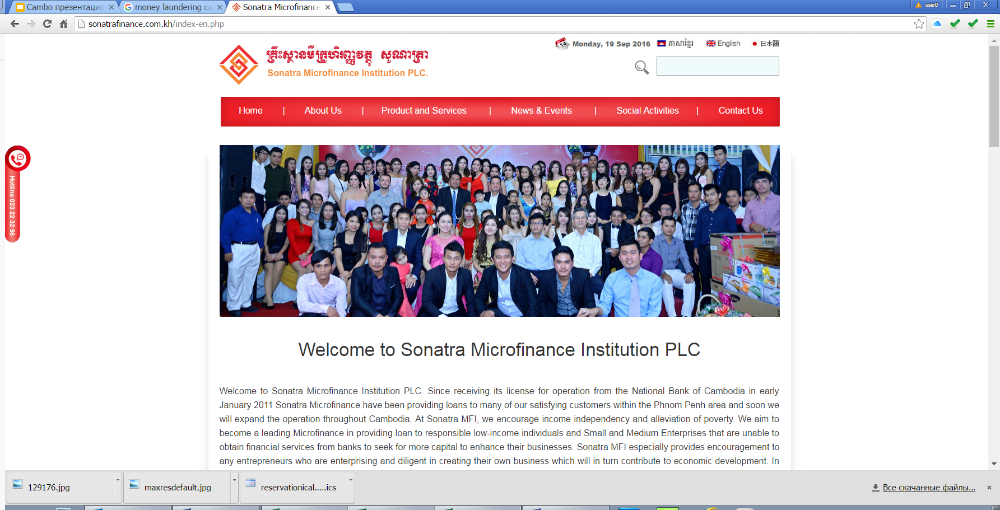 Cambo презентация
money laundering ca
Sonatra Microfinance
user0
sonatrafinance.com.kh/index-en.php
Monday, 19 Sep 2016
ភាសាខ្មែរ
English
日本語
គ្រឹះស្ថានមីក្រូហិរញ្ញវត្ថុ សូណាត្រា
Sonatra Microfinance Institution PLC.
Home | About Us | Product and Services | News & Events | Social Activities | Contact Us
Hotline 023 22 32 56
Welcome to Sonatra Microfinance Institution PLC
Welcome to Sonatra Microfinance Institution PLC. Since receiving its license for operation from the National Bank of Cambodia in early
January 2011 Sonatra Microfinance have been providing loans to many of our satisfying customers within the Phnom Penh area and soon we
will expand the operation throughout Cambodia. At Sonatra MFI, we encourage income independency and alleviation of poverty. We aim to
become a leading Microfinance in providing loan to responsible low-income individuals and Small and Medium Enterprises that are unable to
obtain financial services from banks to seek for more capital to enhance their businesses. Sonatra MFI especially provides encouragement to
any entrepreneurs who are enterprising and diligent in creating their own business which will in turn contribute to economic development. In
129176.jpg
maxresdefault.jpg
reservationical.....ics
Все скачанные файлы...